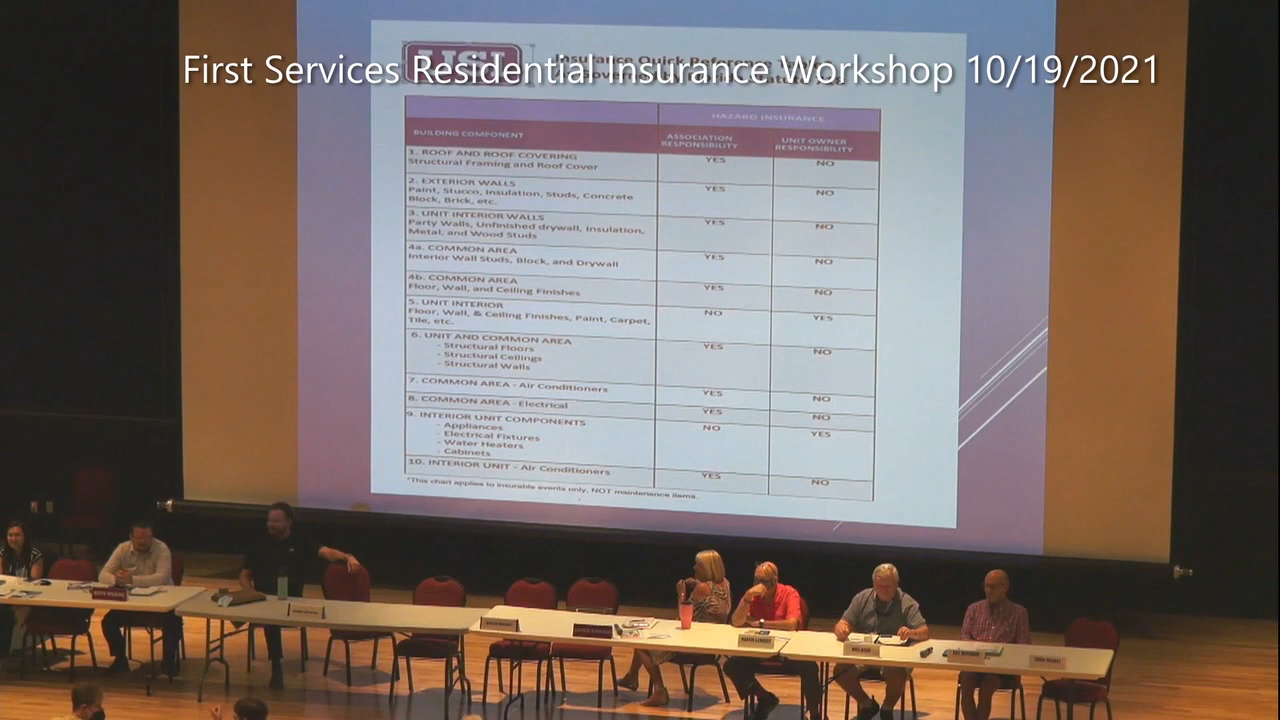 First Services Residential Insurance Workshop 10/19/2021
USI
Insurance Quick Reference
HAZARD INSURANCE
BUILDING COMPONENT
ASSOCIATION RESPONSIBILITY
UNIT OWNER RESPONSIBILITY
1. ROOF AND ROOF COVERING
Structural Framing and Roof Cover
YES
NO
2. EXTERIOR WALLS
Paint, Stucco, Insulation, Studs, Concrete
Block, Brick, etc.
YES
NO
3. UNIT INTERIOR WALLS
Party Walls, Unfinished drywall, Insulation,
Metal, and Wood Studs
YES
NO
4a. COMMON AREA
Interior Wall Studs, Block, and Drywall
YES
NO
4b. COMMON AREA
Floor, Wall, and Ceiling Finishes
YES
NO
5. UNIT INTERIOR
Floor, Wall, & Ceiling Finishes, Paint, Carpet,
Tile, etc.
NO
YES
6. UNIT AND COMMON AREA
- Structural Floors
- Structural Ceilings
- Structural Walls
YES
NO
7. COMMON AREA - Air Conditioners
YES
NO
8. COMMON AREA - Electrical
YES
NO
9. INTERIOR UNIT COMPONENTS
- Appliances
- Electrical Fixtures
- Water Heaters
- Cabinets
NO
YES
10. INTERIOR UNIT - Air Conditioners
YES
NO
*This chart applies to insurable events only, NOT maintenance items.